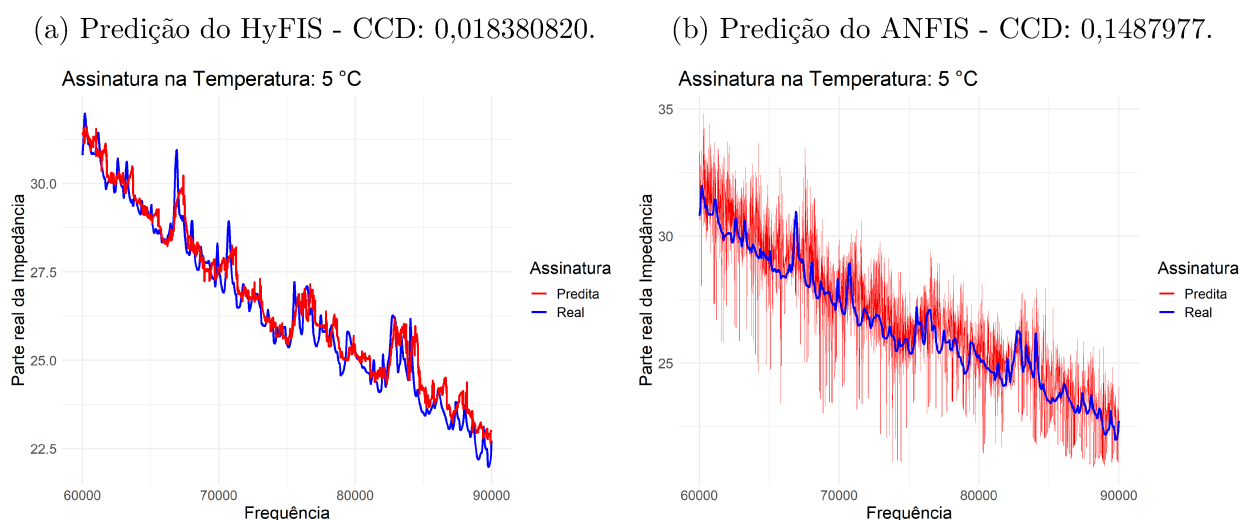 (a) Predição do HyFIS - CCD: 0,018380820.
Assinatura na Temperatura: 5 °C
Parte real da Impedância
30.0
27.5
25.0
22.5
60000
70000
80000
90000
Frequência
Assinatura
Predita
Real
(b) Predição do ANFIS - CCD: 0,1487977.
Assinatura na Temperatura: 5 °C
Parte real da Impedância
35
30
25
60000
70000
80000
90000
Frequência
Assinatura
Predita
Real